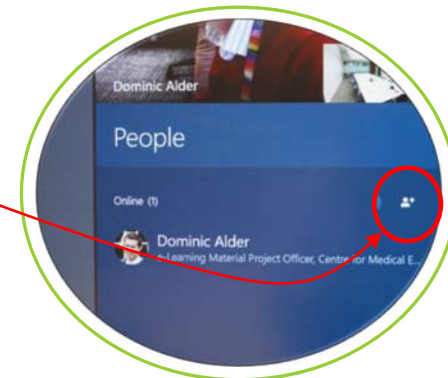 Dominic Alder
People
Online (1)
Dominic Alder
e-Learning Material Project Officer, Centre for Medical E...